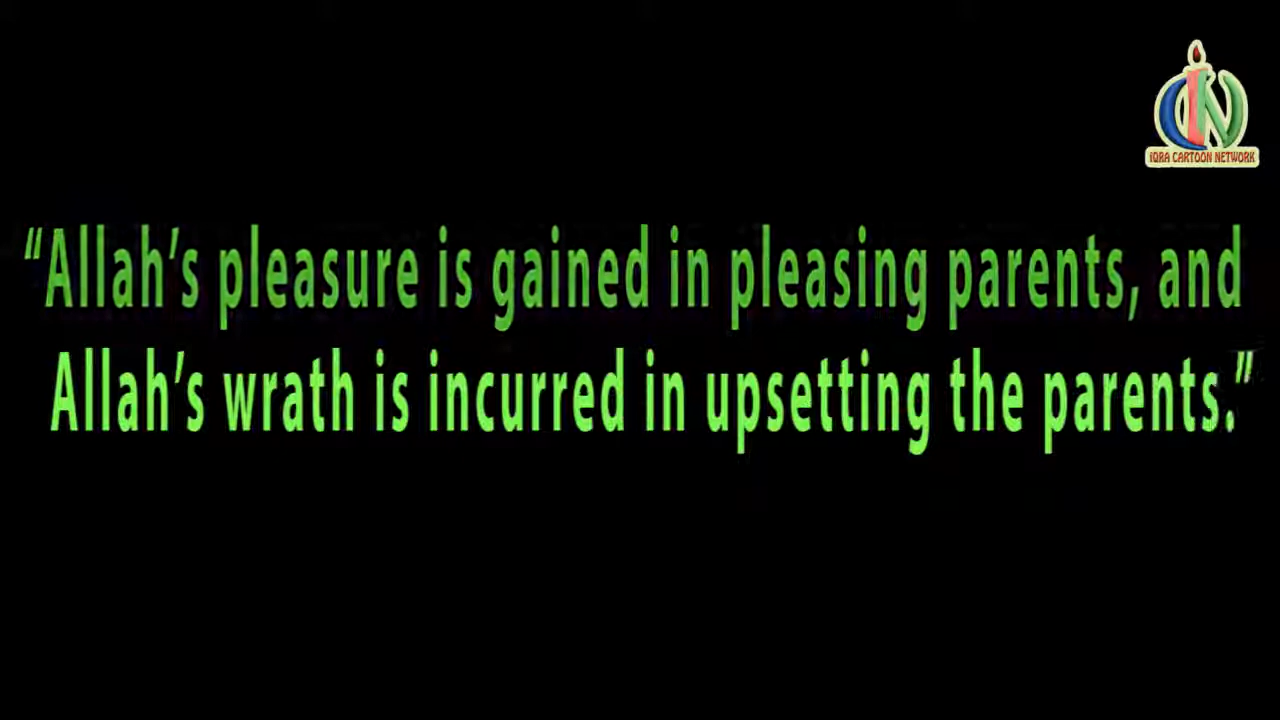 iQRA CARTOON NETWORK
“Allah’s pleasure is gained in pleasing parents, and
Allah’s wrath is incurred in upsetting the parents.”